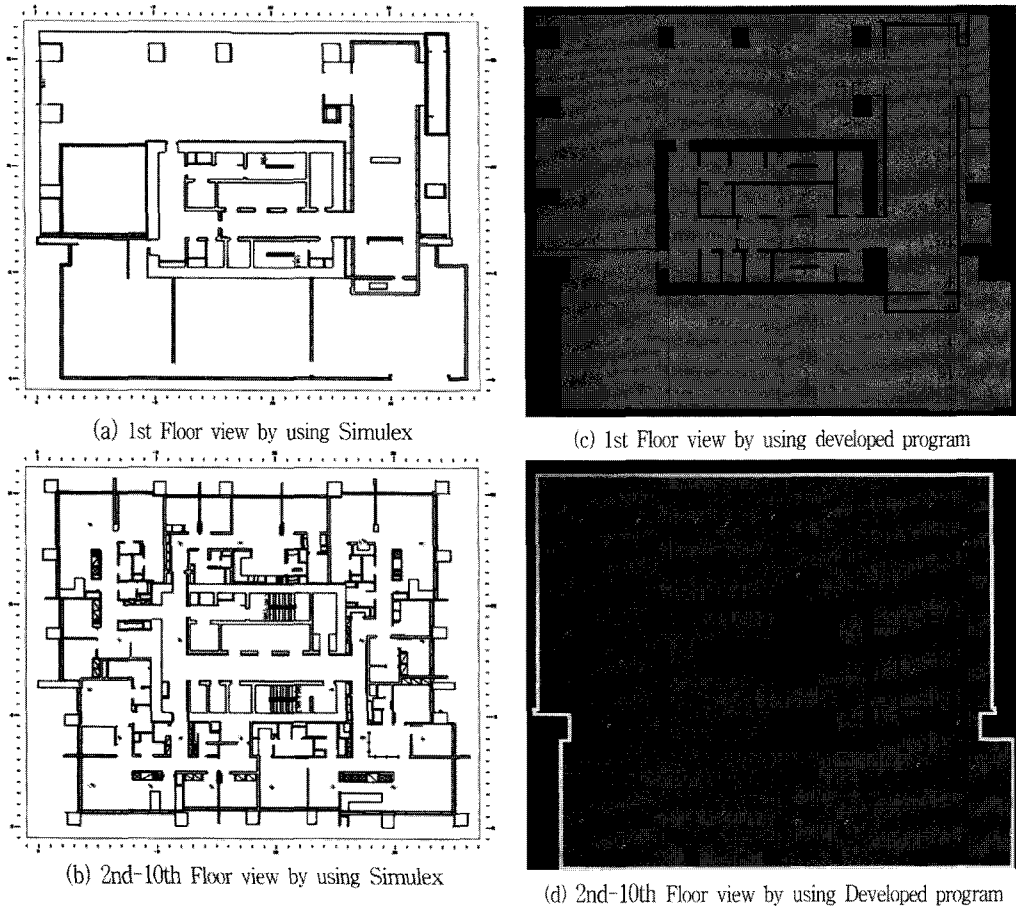 (a) 1st Floor view by using Simulex
(c) 1st Floor view by using developed program
(b) 2nd-10th Floor view by using Simulex
(d) 2nd-10th Floor view by using Developed program